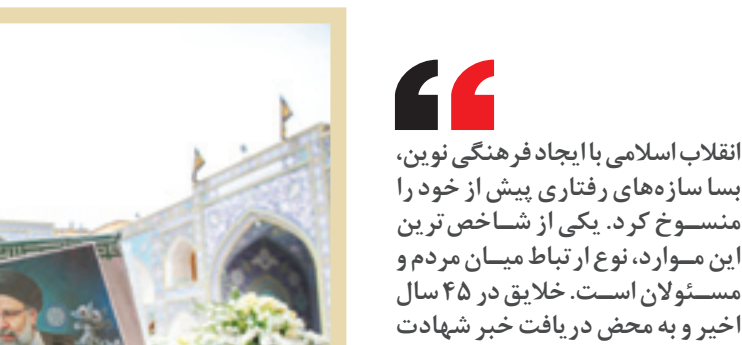 انقلاب اسلامی با ایجاد فرهنگی نوین،
بسا سازه‌های رفتاری پیش از خود را
منسوخ کرد. یکی از شاخص‌ترین
این موارد، نوع ارتباط میان مردم و
مسئولان است. خلایق در ۴۵ سال
اخیر و به محض دریافت خبر شهادت